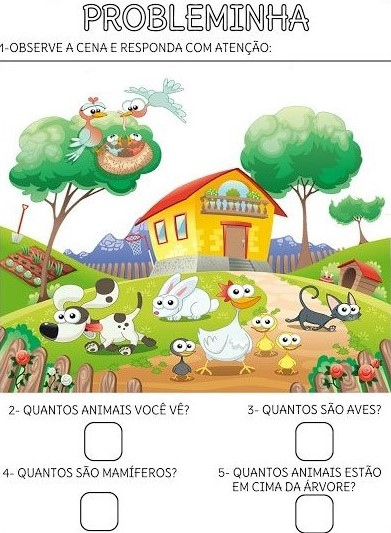 PROBLEMINHA
1-OBSERVE A CENA E RESPONDA COM ATENÇÃO:
2- QUANTOS ANIMAIS VOCÊ VÊ?
3- QUANTOS SÃO AVES?
4- QUANTOS SÃO MAMÍFEROS?
5- QUANTOS ANIMAIS ESTÃO
EM CIMA DA ÁRVORE?